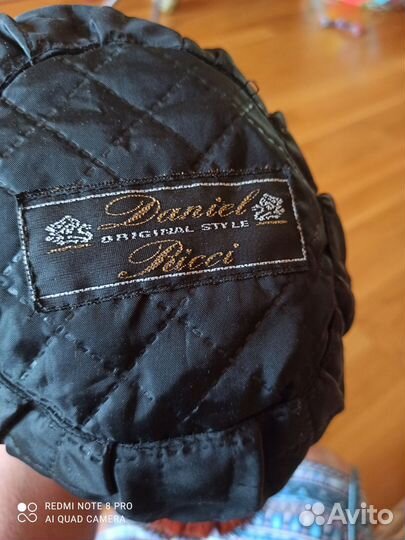 Daniel
ORIGINAL STYLE
Ricci
REDMI NOTE 8 PRO
AI QUAD CAMERA
Avito